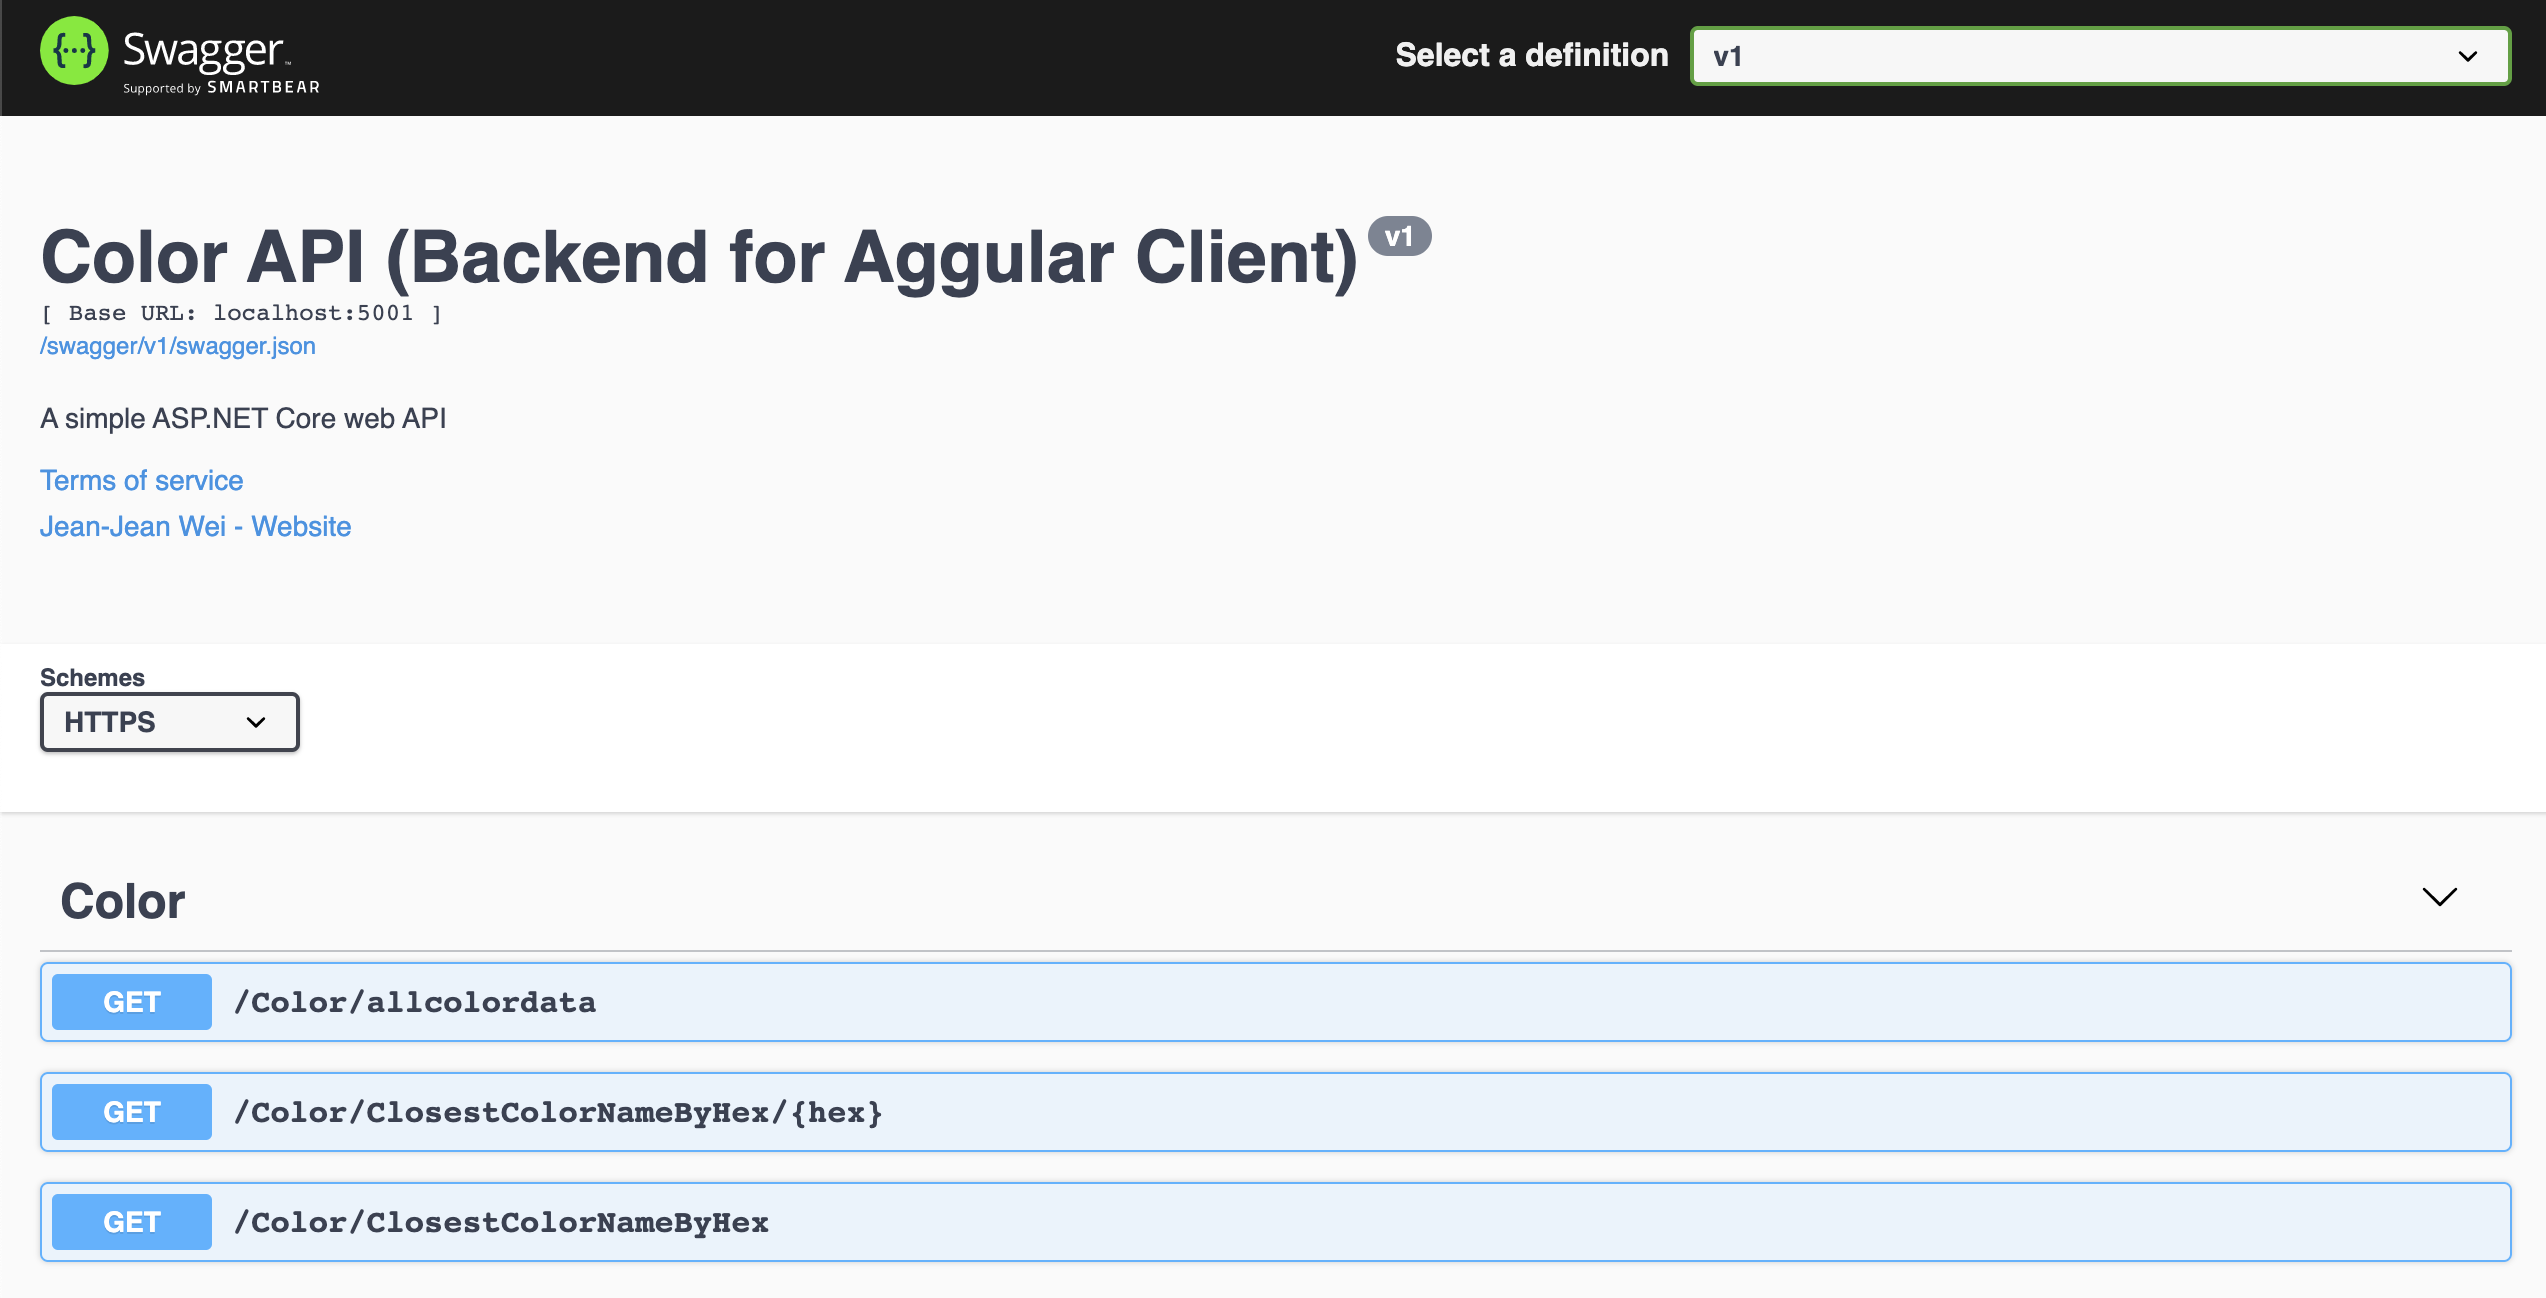 {...} Swagger™
Supported by SMARTBEAR
Select a definition v1
Color API (Backend for Aggular Client) v1
[ Base URL: localhost:5001 ]
/swagger/v1/swagger.json
A simple ASP.NET Core web API
Terms of service
Jean-Jean Wei - Website
Schemes
HTTPS
Color
GET /Color/allcolordata
GET /Color/ClosestColorNameByHex/{hex}
GET /Color/ClosestColorNameByHex